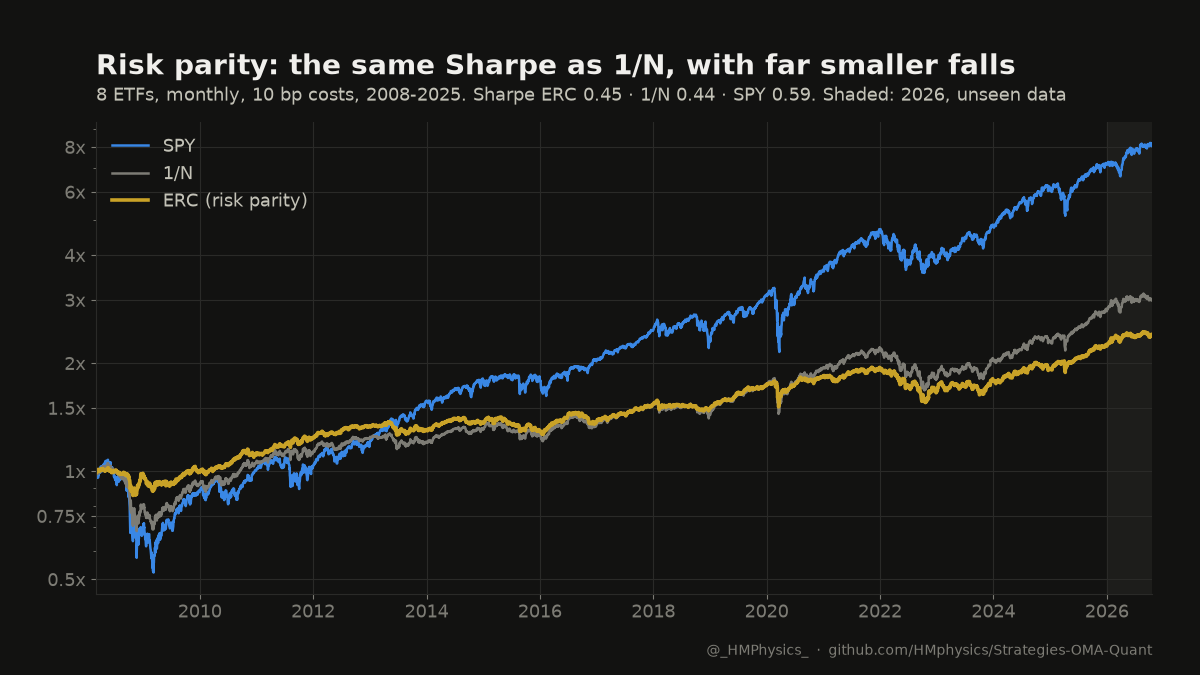 Risk parity: the same Sharpe as 1/N, with far smaller falls
8 ETFs, monthly, 10 bp costs, 2008-2025. Sharpe ERC 0.45 · 1/N 0.44 · SPY 0.59. Shaded: 2026, unseen data
SPY
1/N
ERC (risk parity)
8x
6x
4x
3x
2x
1.5x
1x
0.75x
0.5x
2010 2012 2014 2016 2018 2020 2022 2024 2026
@_HMPhysics_ · github.com/HMphysics/Strategies-OMA-Quant